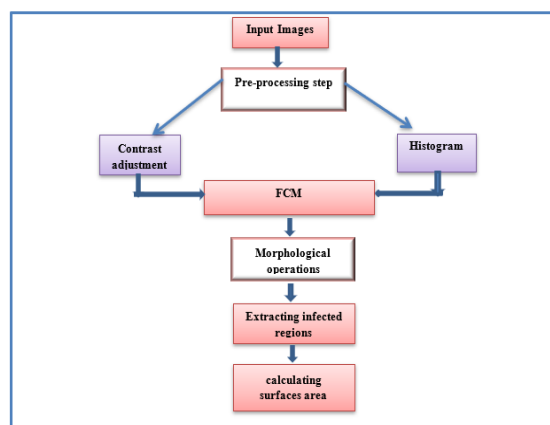 Input Images
Pre-processing step
Contrast
adjustment
Histogram
FCM
Morphological
operations
Extracting infected
regions
calculating
surfaces area